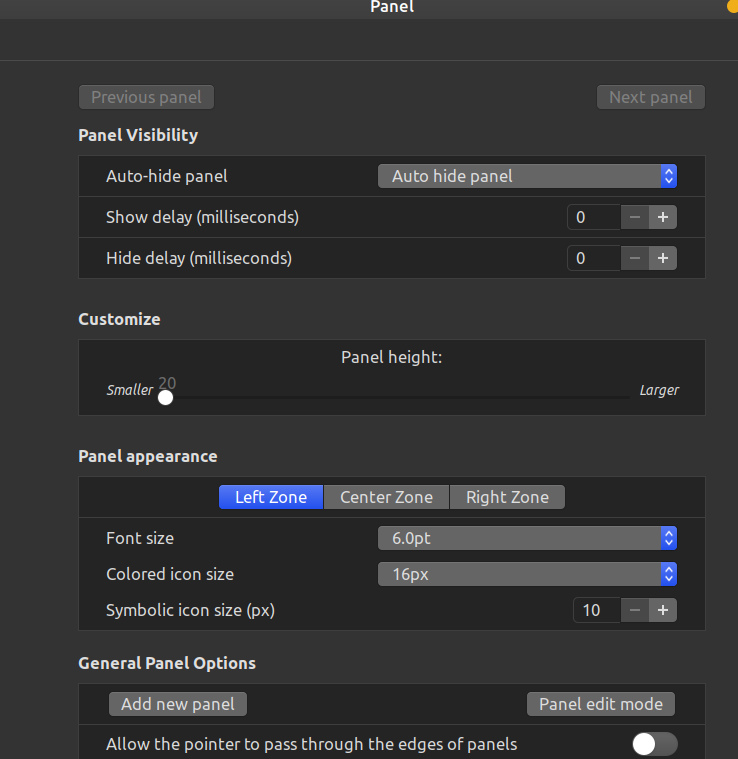 Panel
Previous panel Next panel
Panel Visibility
Auto-hide panel Auto hide panel
Show delay (milliseconds) 0 − +
Hide delay (milliseconds) 0 − +
Customize
Panel height:
Smaller 20 Larger
Panel appearance
Left Zone Center Zone Right Zone
Font size 6.0pt
Colored icon size 16px
Symbolic icon size (px) 10 − +
General Panel Options
Add new panel Panel edit mode
Allow the pointer to pass through the edges of panels